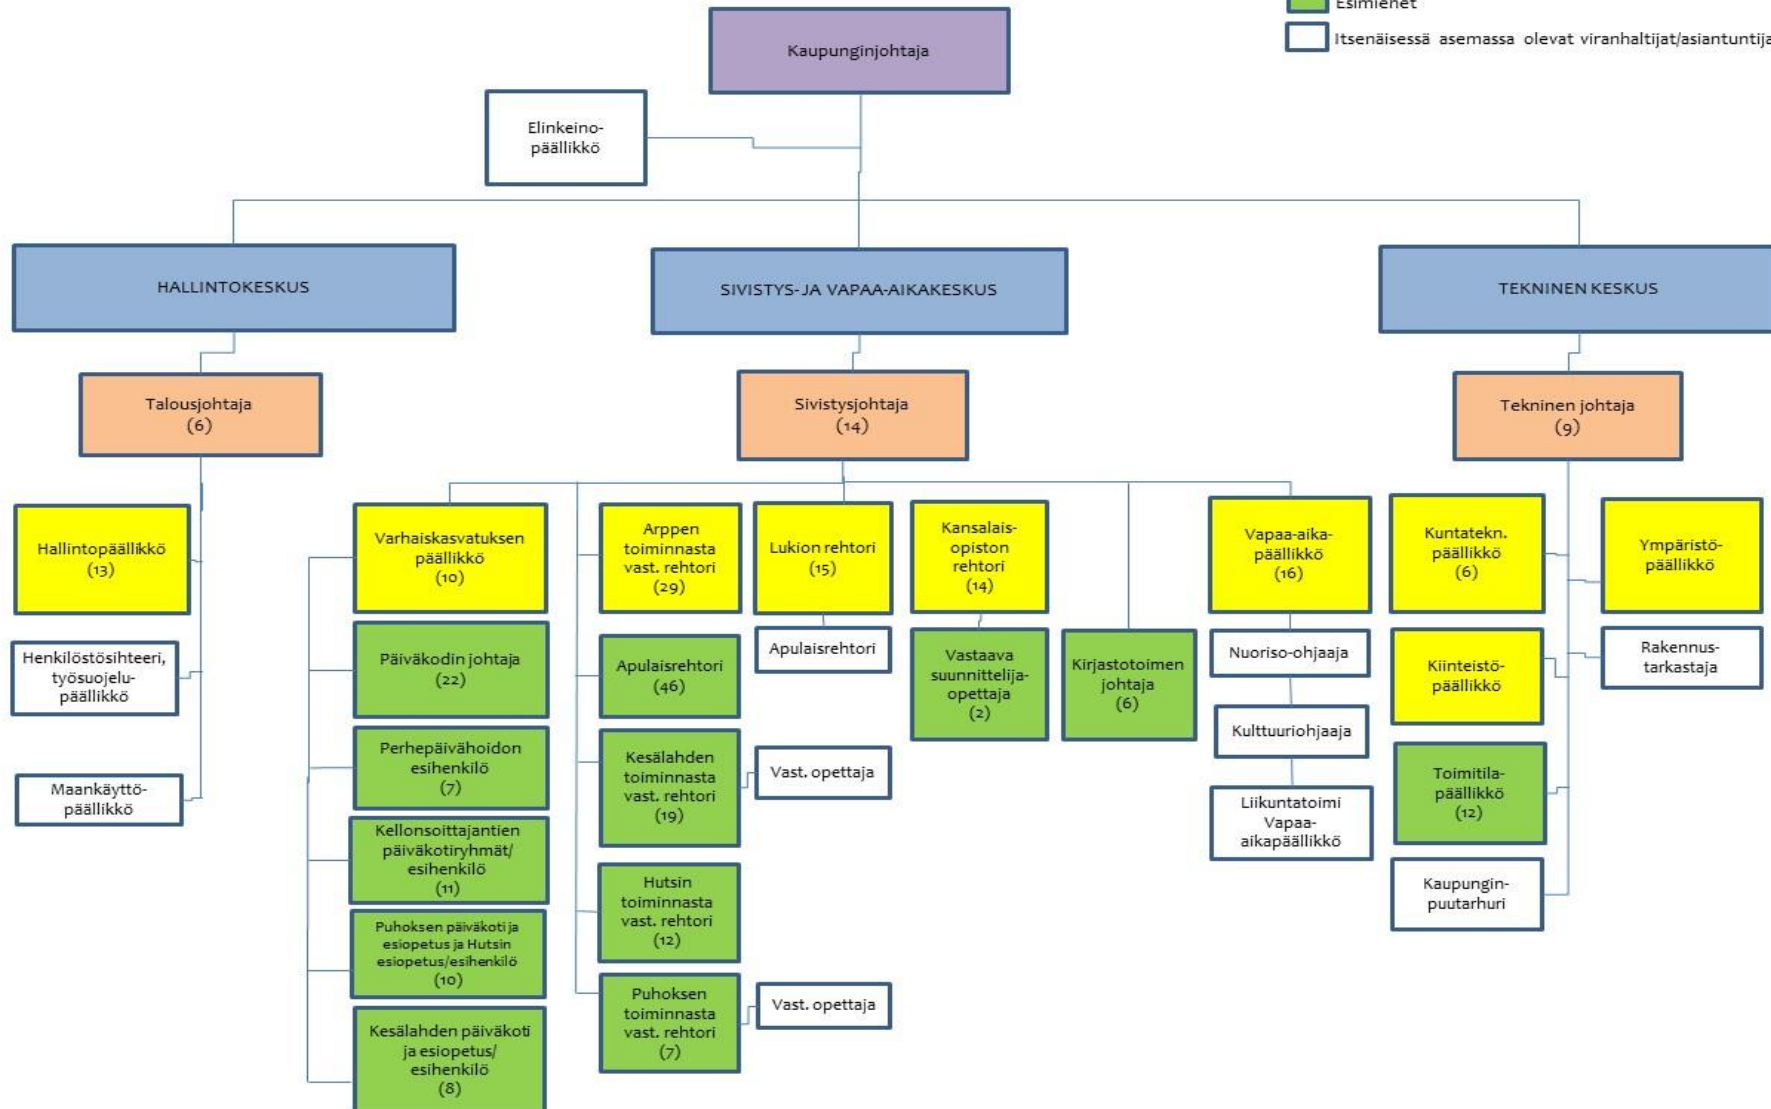 Esimiehet
Itsenäisessä asemassa olevat viranhaltijat/asiantuntija
Kaupunginjohtaja
Elinkeino-
päällikkö
HALLINTOKESKUS
SIVISTYS- JA VAPAA-AIKAKESKUS
TEKNINEN KESKUS
Talousjohtaja
(6)
Sivistysjohtaja
(14)
Tekninen johtaja
(9)
Hallintopäällikkö
(13)
Henkilöstösihteeri,
työsuojelu-
päällikkö
Maankäyttö-
päällikkö
Varhaiskasvatuksen
päällikkö
(10)
Päiväkodin johtaja
(22)
Perhepäivähoidon
esihenkilö
(7)
Kellonsoittajantien
päiväkotiryhmät/
esihenkilö
(11)
Puhoksen päiväkoti ja
esiopetus ja Hutsin
esiopetus/esihenkilö
(10)
Kesälahden päiväkoti
ja esiopetus/
esihenkilö
(8)
Arppen
toiminnasta
vast. rehtori
(29)
Apulaisrehtori
(46)
Kesälahden
toiminnasta
vast. rehtori
(19)
Vast. opettaja
Hutsin
toiminnasta
vast. rehtori
(12)
Puhoksen
toiminnasta
vast. rehtori
(7)
Vast. opettaja
Lukion rehtori
(15)
Apulaisrehtori
Kansalais-
opiston
rehtori
(14)
Vastaava
suunnittelija-
opettaja
(2)
Kirjastotoimen
johtaja
(6)
Vapaa-aika-
päällikkö
(16)
Nuoriso-ohjaaja
Kulttuuriohjaaja
Liikuntatoimi
Vapaa-
aikapäällikkö
Kuntatekn.
päällikkö
(6)
Ympäristö-
päällikkö
Kiinteistö-
päällikkö
Rakennus-
tarkastaja
Toimitila-
päällikkö
(12)
Kaupungin-
puutarhuri